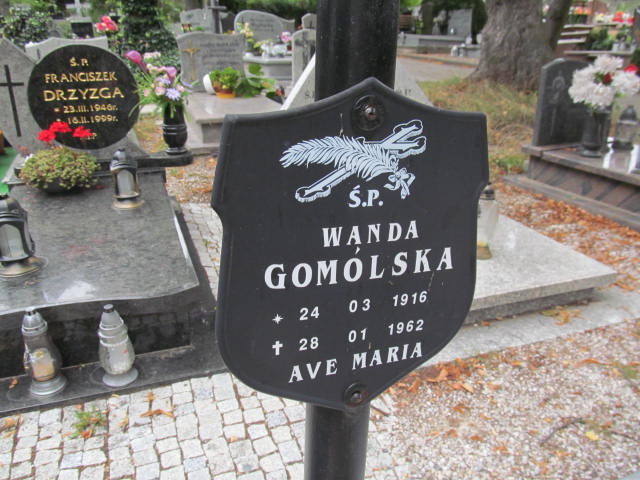 Ś.P.
FRANCISZEK
DRZYZGA
* 23.III.1946r.
+ 16.II.1999r.
Ś.P.
WANDA
GOMÓLSKA
* 24 03 1916
✝ 28 01 1962
AVE MARIA